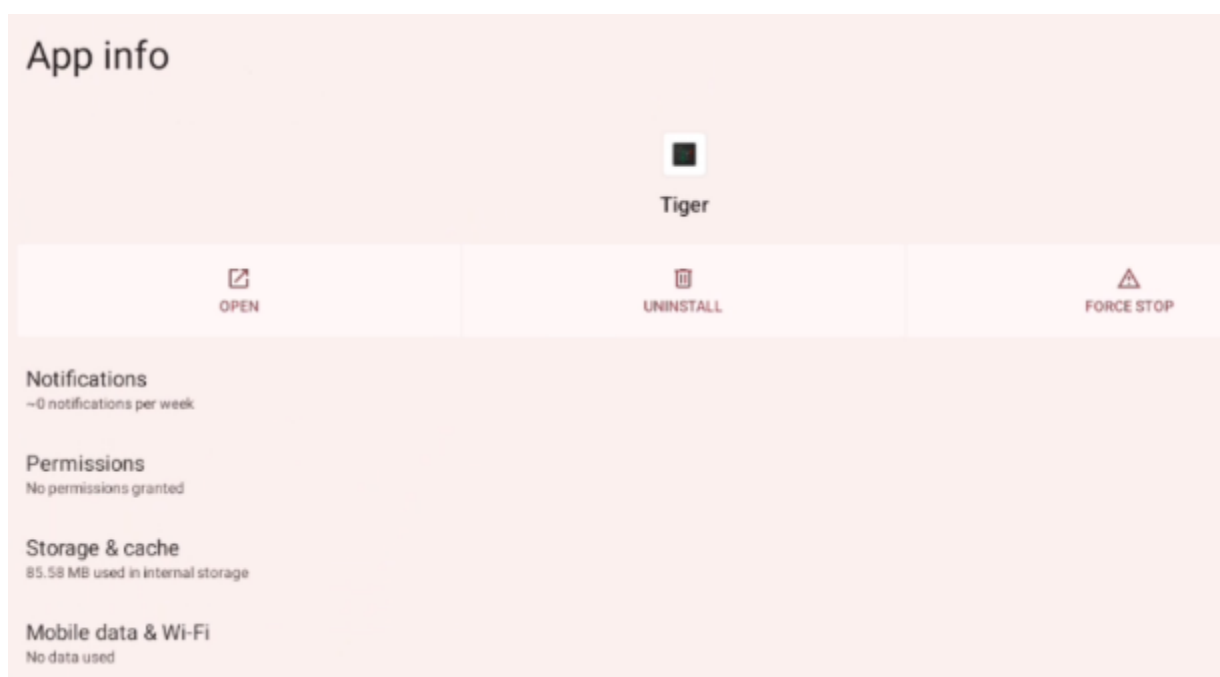 App info
Tiger
OPEN
UNINSTALL
FORCE STOP
Notifications
~0 notifications per week
Permissions
No permissions granted
Storage & cache
85.58 MB used in internal storage
Mobile data & Wi-Fi
No data used